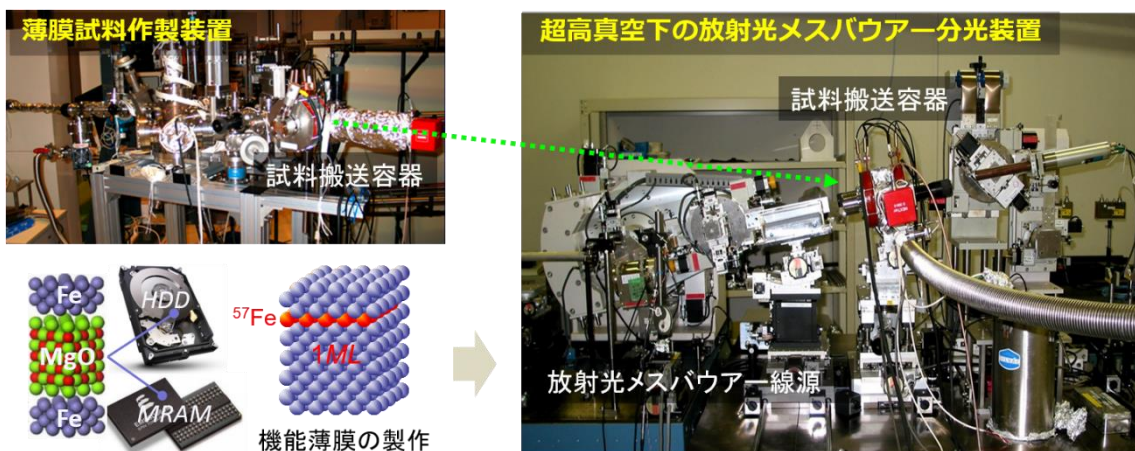 薄膜試料作製装置
試料搬送容器
Fe
MgO
Fe
HDD
MRAM
⁵⁷Fe
1ML
機能薄膜の製作
超高真空下の放射光メスバウアー分光装置
試料搬送容器
放射光メスバウアー線源